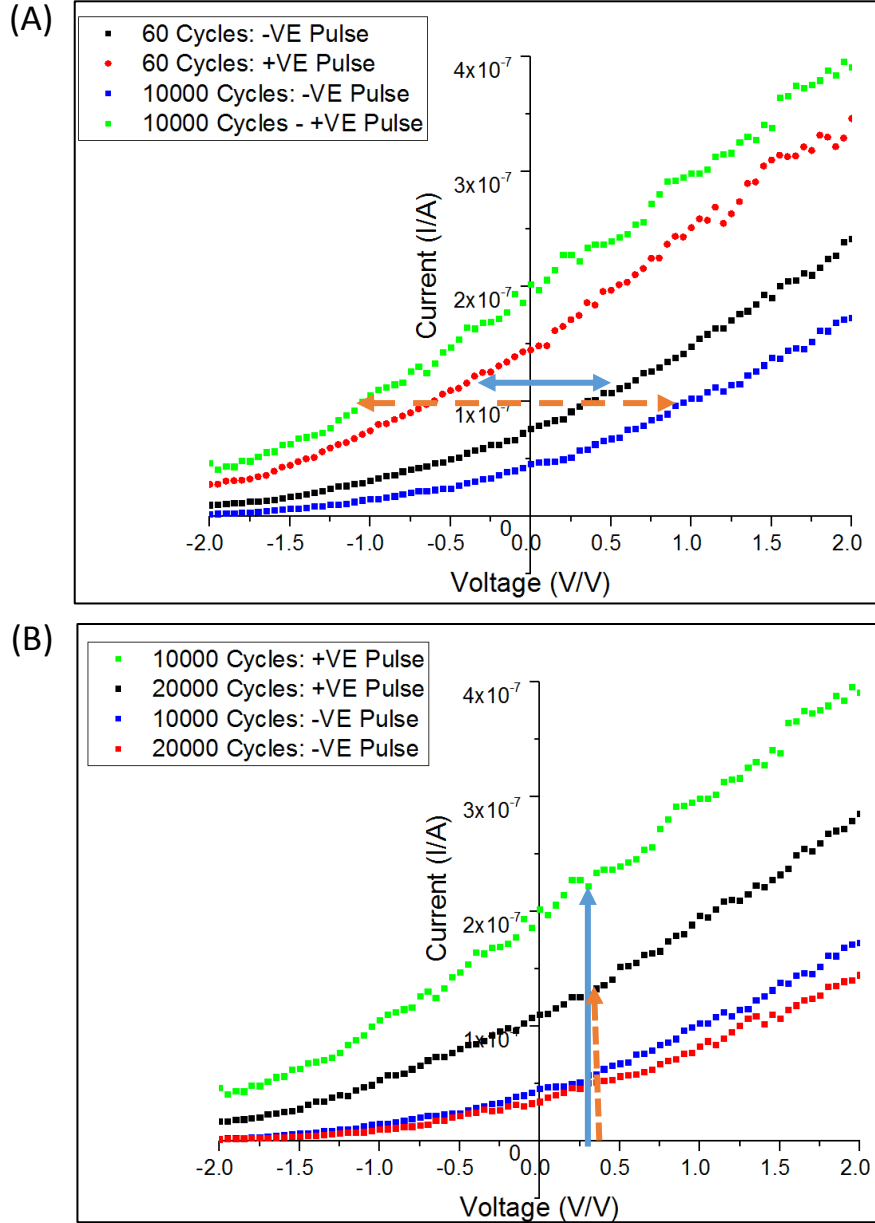 (A)
60 Cycles: -VE Pulse
60 Cycles: +VE Pulse
10000 Cycles: -VE Pulse
10000 Cycles - +VE Pulse
4x10⁻⁷
3x10⁻⁷
2x10⁻⁷
1x10⁻⁷
0
Current (I/A)
-2.0 -1.5 -1.0 -0.5 0.0 0.5 1.0 1.5 2.0
Voltage (V/V)
(B)
10000 Cycles: +VE Pulse
20000 Cycles: +VE Pulse
10000 Cycles: -VE Pulse
20000 Cycles: -VE Pulse
4x10⁻⁷
3x10⁻⁷
2x10⁻⁷
0
Current (I/A)
-2.0 -1.5 -1.0 -0.5 0.0 0.5 1.0 1.5 2.0
Voltage (V/V)